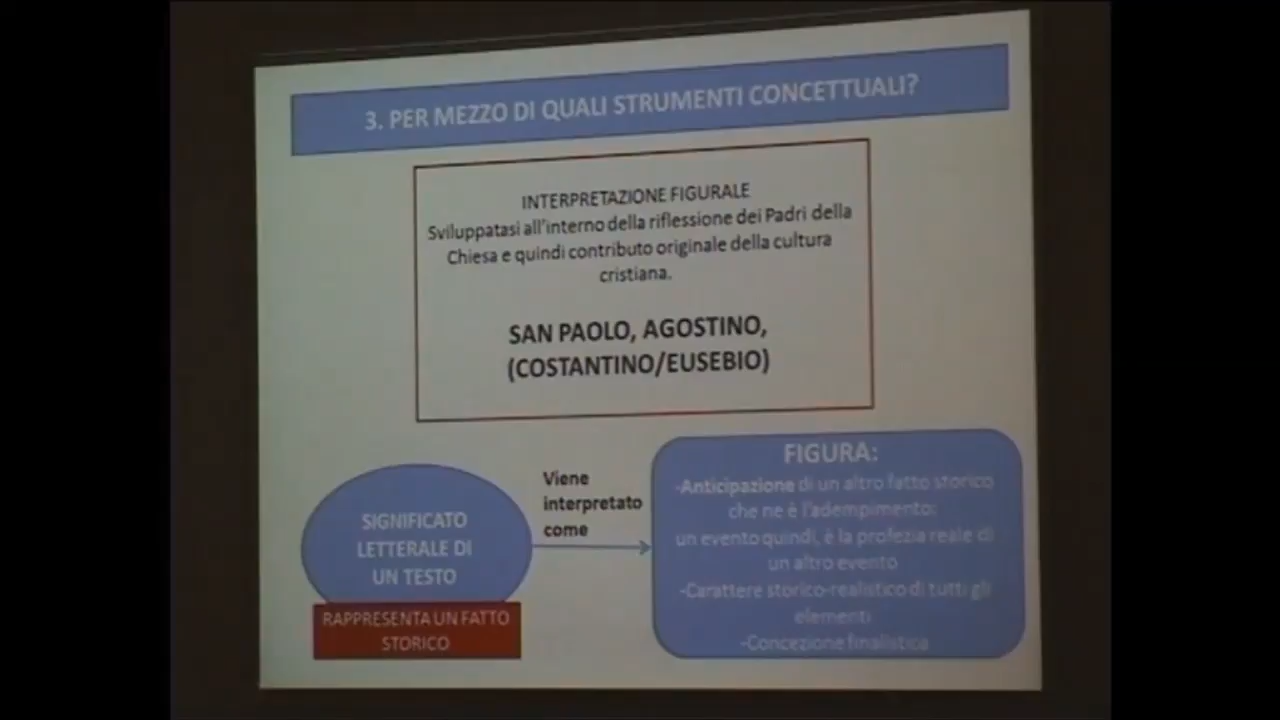 3. PER MEZZO DI QUALI STRUMENTI CONCETTUALI?
INTERPRETAZIONE FIGURALE
Sviluppatasi all'interno della riflessione dei Padri della
Chiesa e quindi contributo originale della cultura
cristiana.
SAN PAOLO, AGOSTINO,
(COSTANTINO/EUSEBIO)
SIGNIFICATO
LETTERALE DI
UN TESTO
RAPPRESENTA UN FATTO
STORICO
Viene
interpretato
come
FIGURA:
-Anticipazione di un altro fatto storico
che ne è l'adempimento:
un evento quindi, è la profezia reale di
un altro evento
-Carattere storico-realistico di tutti gli
elementi
-Concezione finalistica